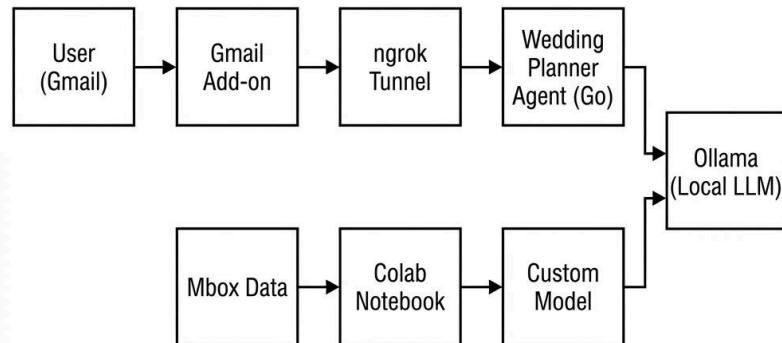 User
(Gmail)
Gmail
Add-on
ngrok
Tunnel
Wedding
Planner
Agent (Go)
Ollama
(Local LLM)
Mbox Data
Colab
Notebook
Custom
Model